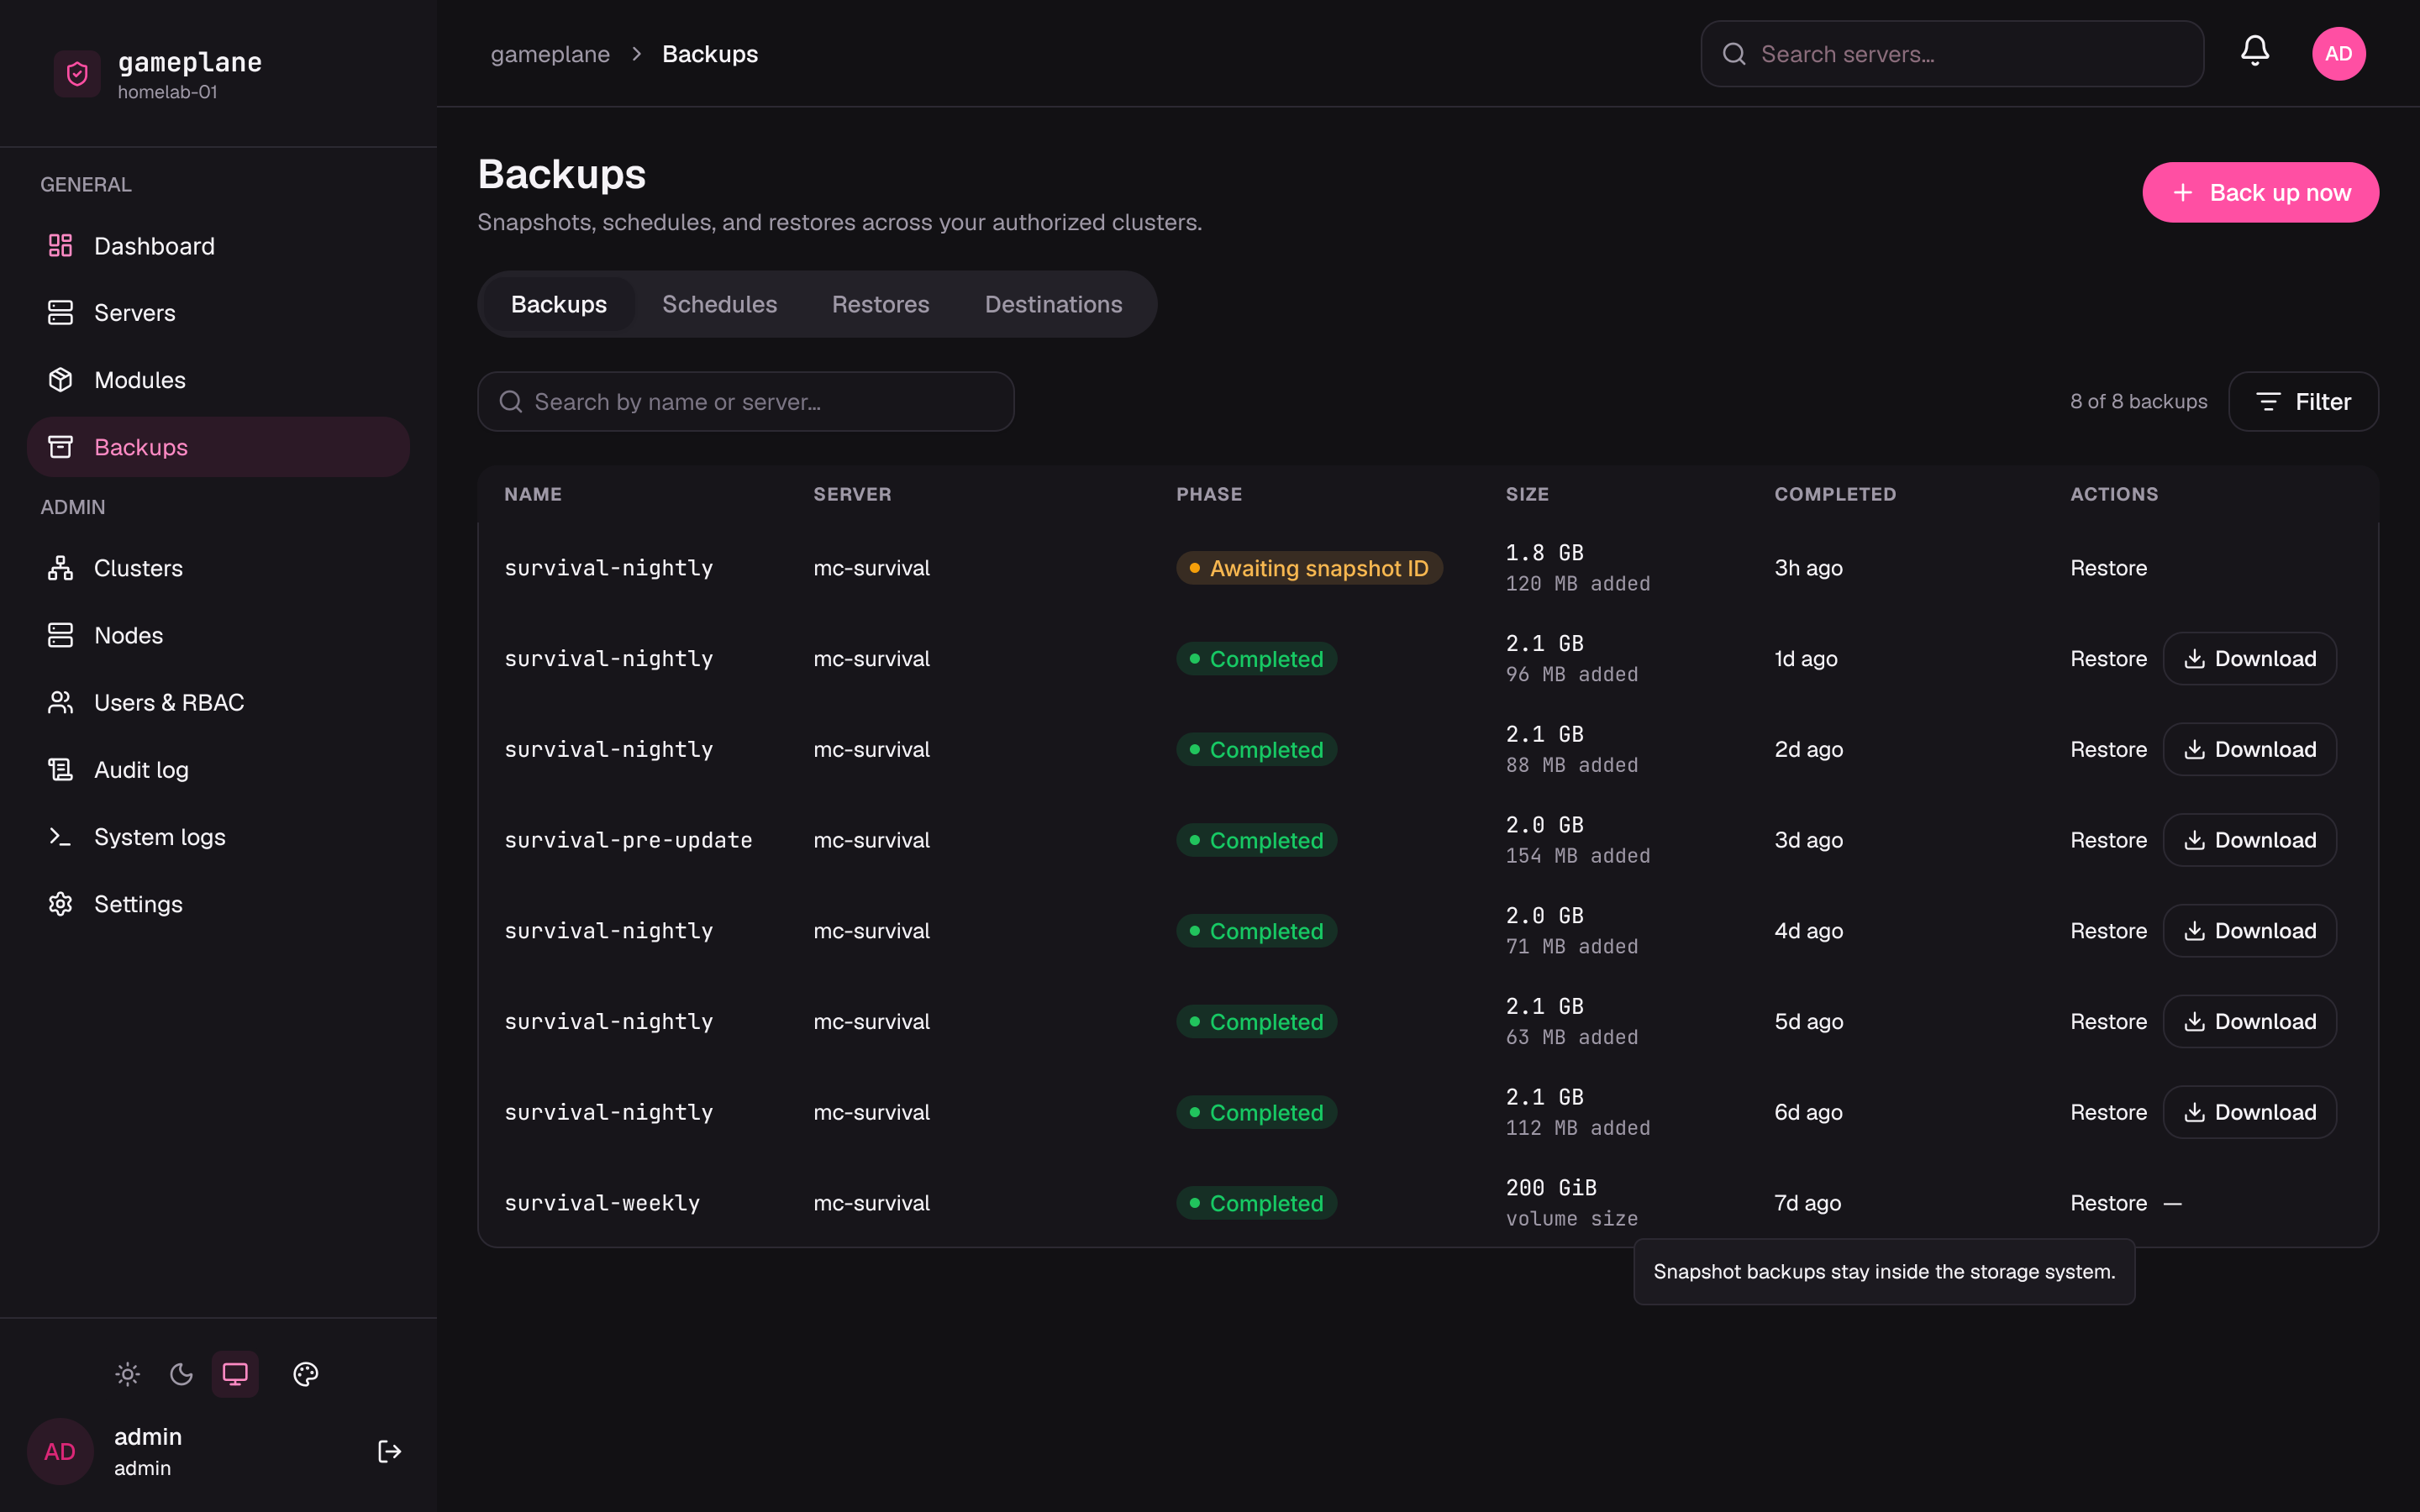 gameplane
homelab-01
gameplane > Backups
Search servers...
AD
GENERAL
Dashboard
Servers
Modules
Backups
ADMIN
Clusters
Nodes
Users & RBAC
Audit log
System logs
Settings
AD
admin
admin
Backups
Snapshots, schedules, and restores across your authorized clusters.
Back up now
Backups Schedules Restores Destinations
Search by name or server...
8 of 8 backups
Filter
NAME SERVER PHASE SIZE COMPLETED ACTIONS
survival-nightly mc-survival Awaiting snapshot ID 1.8 GB 3h ago Restore
120 MB added
survival-nightly mc-survival Completed 2.1 GB 1d ago Restore Download
96 MB added
survival-nightly mc-survival Completed 2.1 GB 2d ago Restore Download
88 MB added
survival-pre-update mc-survival Completed 2.0 GB 3d ago Restore Download
154 MB added
survival-nightly mc-survival Completed 2.0 GB 4d ago Restore Download
71 MB added
survival-nightly mc-survival Completed 2.1 GB 5d ago Restore Download
63 MB added
survival-nightly mc-survival Completed 2.1 GB 6d ago Restore Download
112 MB added
survival-weekly mc-survival Completed 200 GiB 7d ago Restore —
volume size
Snapshot backups stay inside the storage system.